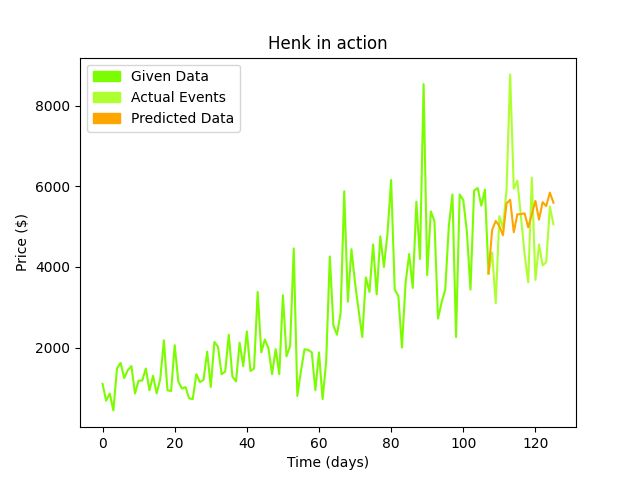 Henk in action
Given Data
Actual Events
Predicted Data
Price ($)
8000
6000
4000
2000
0 20 40 60 80 100 120
Time (days)